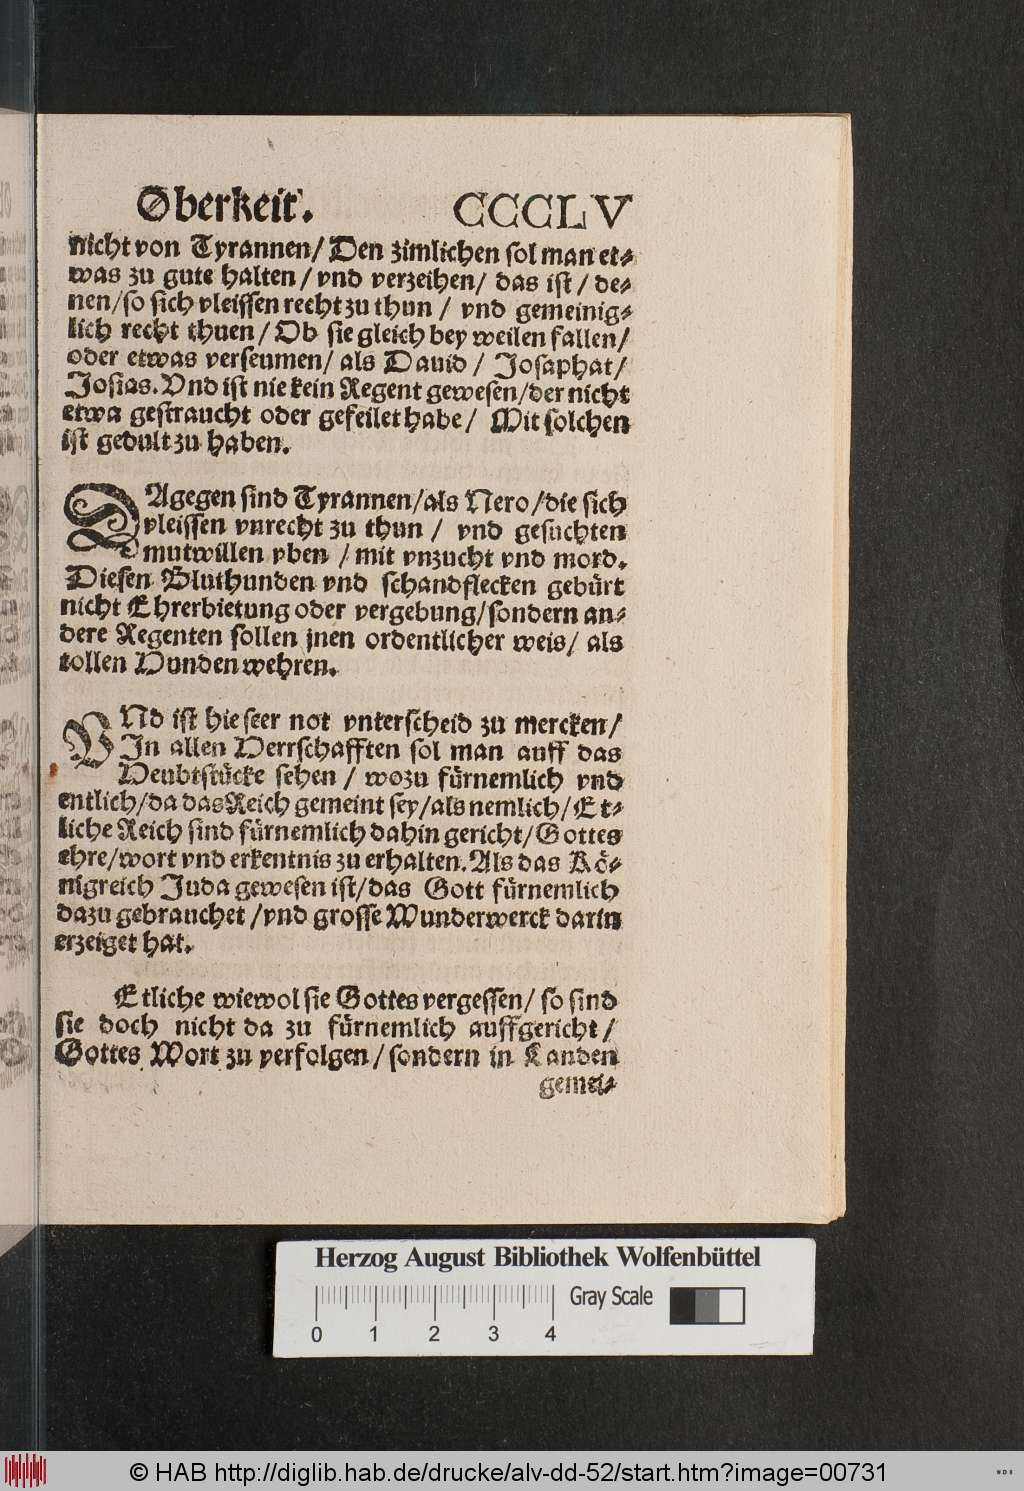 Oberkeit. CCCLV
nicht von Tyrannen/ Den zimlichen sol man et-
was zu gute halten / vnd verzeihen/ das ist / de-
nen/so sich vleissen recht zu thun / vnd gemeinig-
lich recht thuen / Ob sie gleich bey weilen fallen/
oder etwas verseumen/ als Dauid / Josaphat/
Josias. Vnd ist nie kein Regent gewesen/der nicht
etwa gestraucht oder gefeilet habe / Mit solchen
ist gedult zu haben.
DAgegen sind Tyrannen/als Nero/die sich
vleissen vnrecht zu thun / vnd gesuchten
mutwillen vben / mit vnzucht vnd mord.
Diesen Bluthunden vnd schandflecken gebürt
nicht Ehrerbietung oder vergebung/sondern an-
dere Regenten sollen jnen ordentlicher weis/ als
tollen Hunden wehren.
VNd ist hie seer not vnterscheid zu mercken/
In allen Herrschafften sol man auff das
Heubtstücke sehen / wozu fürnemlich vnd
entlich/da das Reich gemeint sey/als nemlich/Et-
liche Reich sind fürnemlich dahin gericht/Gottes
ehre/wort vnd erkentnis zu erhalten. Als das Kö-
nigreich Juda gewesen ist/das Gott fürnemlich
dazu gebrauchet /vnd grosse Wunderwerck darin
erzeiget hat.
Etliche wiewol sie Gottes vergessen/ so sind
sie doch nicht da zu fürnemlich auffgericht/
Gottes Wort zu verfolgen/ sondern in Landen
gemei-
Herzog August Bibliothek Wolfenbüttel
Gray Scale
0 1 2 3 4
© HAB http://diglib.hab.de/drucke/alv-dd-52/start.htm?image=00731